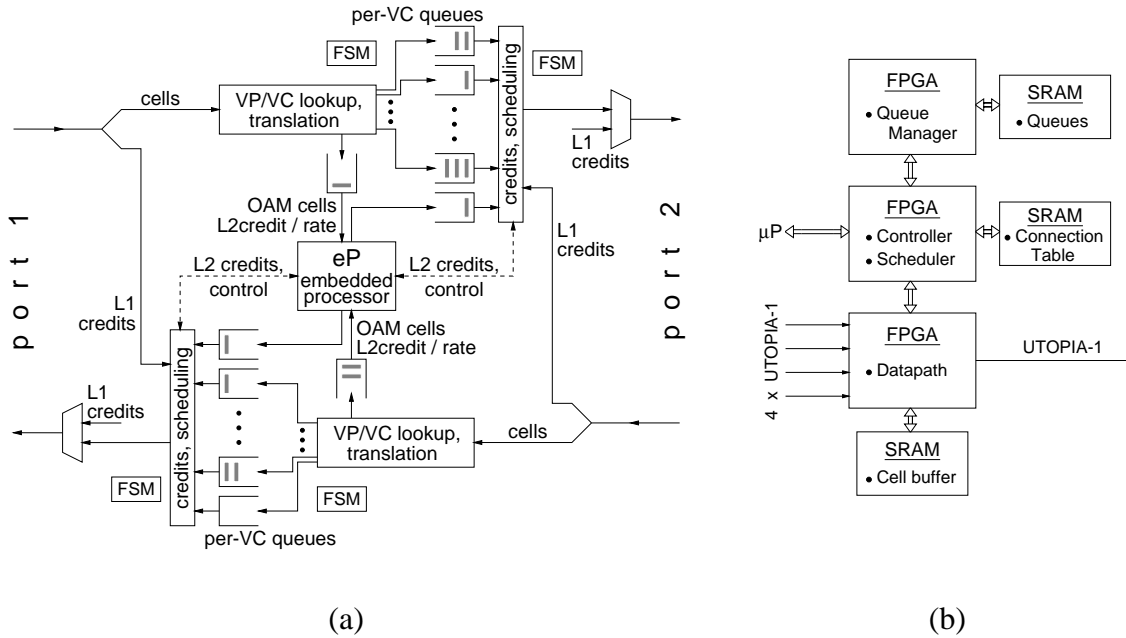 per-VC queues
FSM
FSM
cells
VP/VC lookup,
translation
credits, scheduling
L1
credits
OAM cells
L2credit / rate
L1
credits
port 1
port 2
L2 credits,
control
eP
embedded
processor
L2 credits,
control
L1
credits
OAM cells
L2credit / rate
L1
credits
credits, scheduling
VP/VC lookup,
translation
cells
FSM
FSM
per-VC queues
(a)
FPGA
• Queue
Manager
SRAM
• Queues
μP
FPGA
• Controller
• Scheduler
SRAM
• Connection
Table
4 x UTOPIA-1
FPGA
• Datapath
UTOPIA-1
SRAM
• Cell buffer
(b)